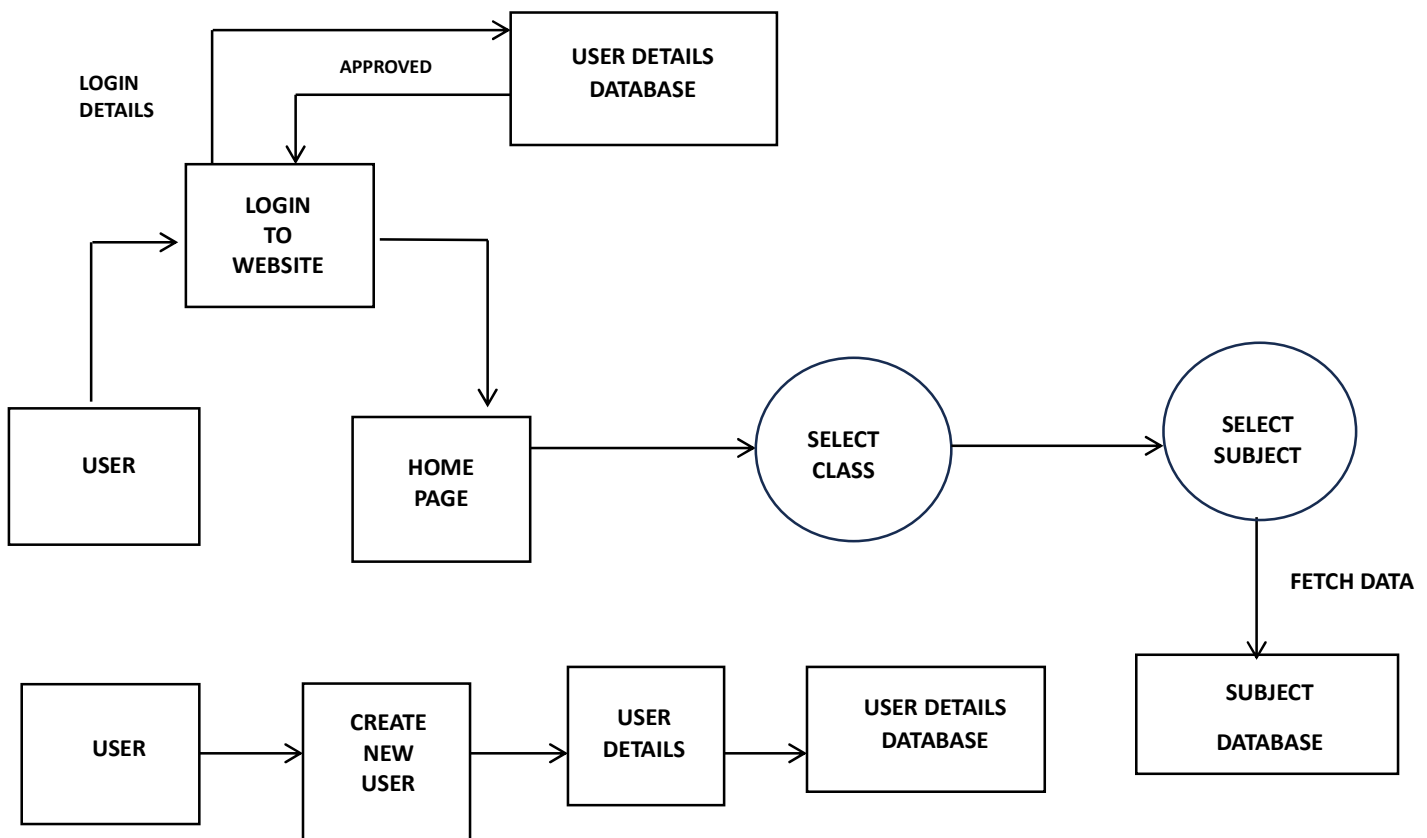 LOGIN
DETAILS
APPROVED
USER DETAILS
DATABASE
LOGIN
TO
WEBSITE
USER
HOME
PAGE
SELECT
CLASS
SELECT
SUBJECT
FETCH DATA
SUBJECT
DATABASE
USER
CREATE
NEW
USER
USER
DETAILS
USER DETAILS
DATABASE